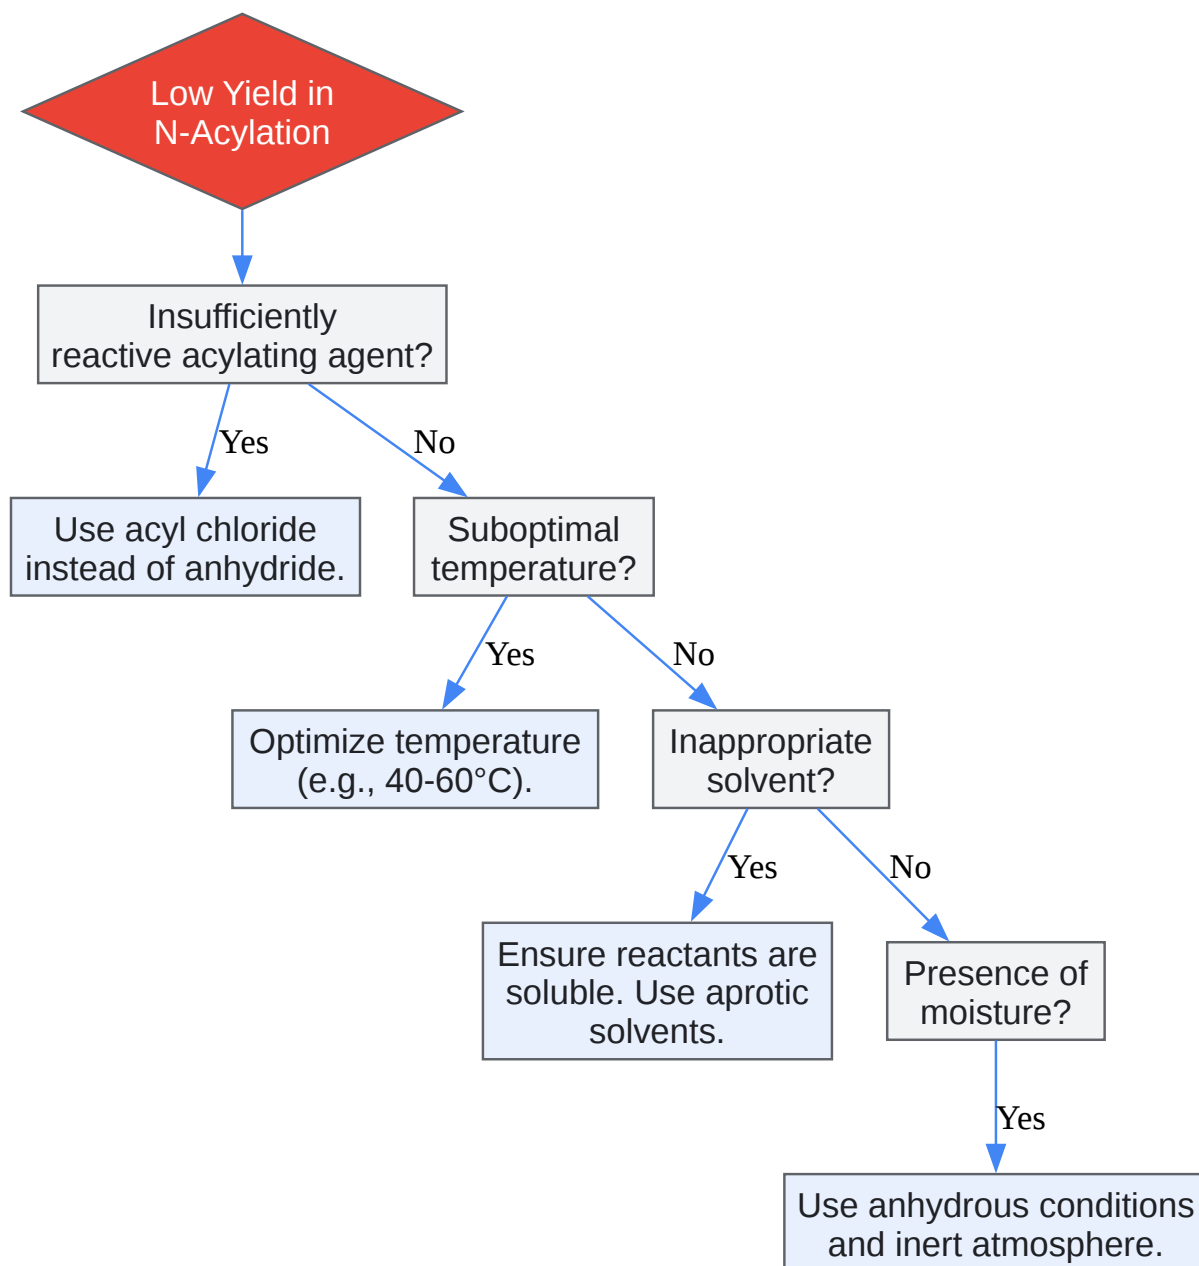 Low Yield in
N-Acylation
Insufficiently
reactive acylating agent?
Yes
No
Use acyl chloride
instead of anhydride.
Suboptimal
temperature?
Yes
No
Optimize temperature
(e.g., 40-60°C).
Inappropriate
solvent?
Yes
No
Ensure reactants are
soluble. Use aprotic
solvents.
Presence of
moisture?
Yes
Use anhydrous conditions
and inert atmosphere.